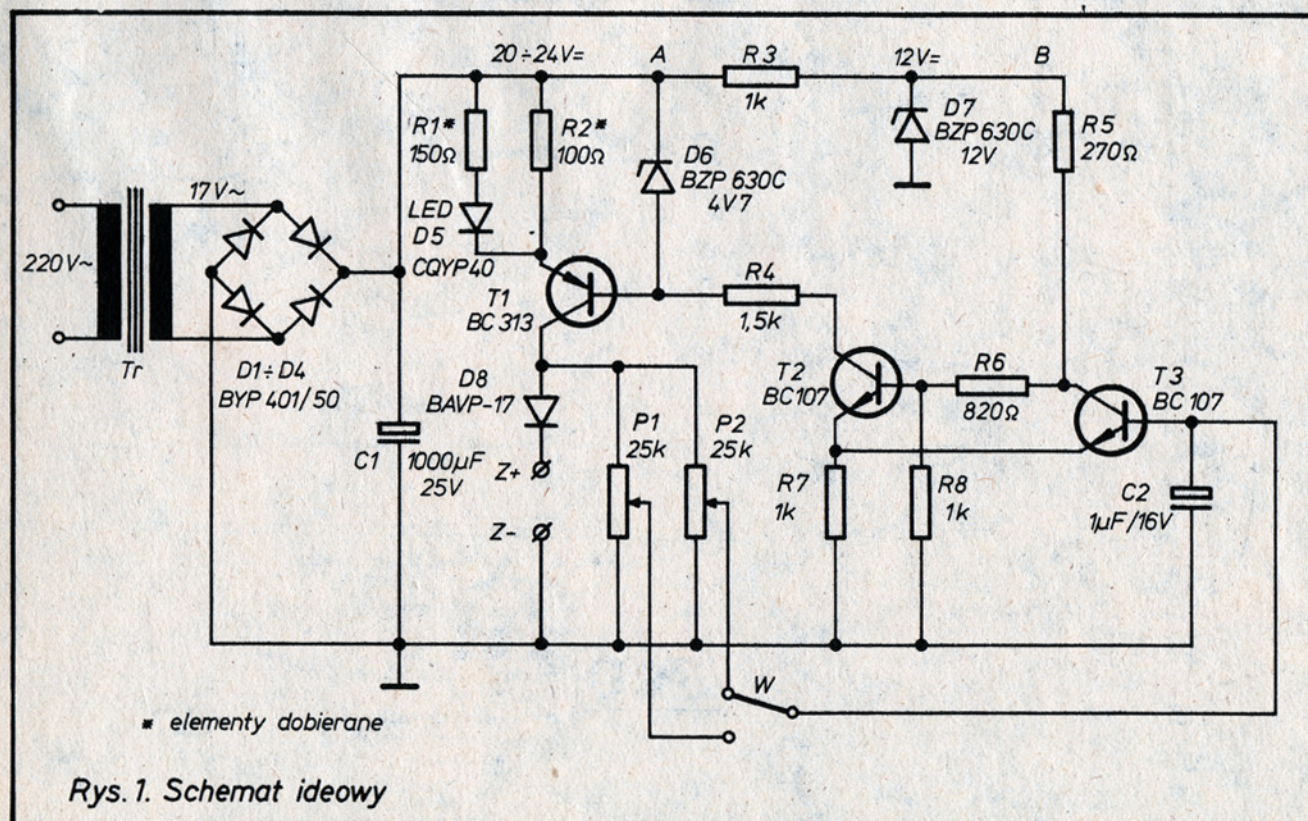 20÷24V=
A
R3
1k
12V=
B
R1*
150Ω
R2*
100Ω
D6
BZP 630C
4V7
D7
BZP 630C
12V
R5
270Ω
17V~
220V~
Tr
LED
D5
CQYP40
T1
BC 313
R4
1,5k
D1÷D4
BYP 401/50
D8
BAVP-17
T2
BC107
R6
820Ω
T3
BC 107
C1
1000µF
25V
Z+
Z-
P1
25k
P2
25k
R7
1k
R8
1k
C2
1µF/16V
W
* elementy dobierane
Rys. 1. Schemat ideowy